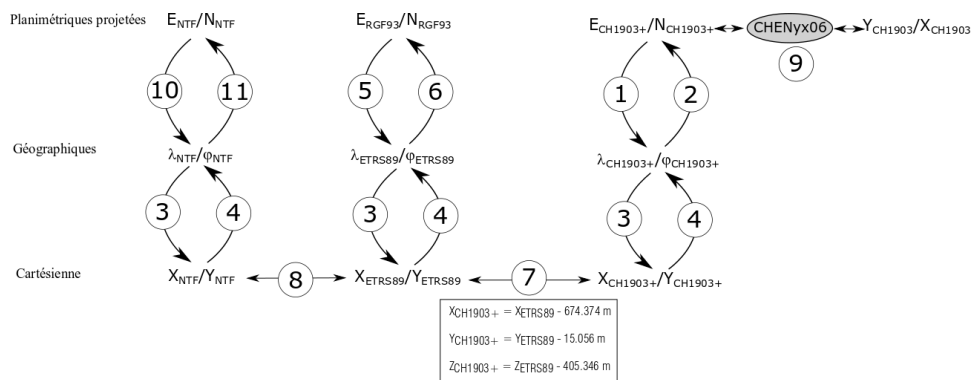 Planimétriques projetées
E_NTF/N_NTF
E_RGF93/N_RGF93
E_CH1903+/N_CH1903+
CHENyx06
Y_CH1903/X_CH1903
9
10
11
5
6
1
2
Géographiques
λ_NTF/φ_NTF
λ_ETRS89/φ_ETRS89
λ_CH1903+/φ_CH1903+
3
4
3
4
3
4
Cartésienne
X_NTF/Y_NTF
8
X_ETRS89/Y_ETRS89
7
X_CH1903+/Y_CH1903+
X_CH1903+ = X_ETRS89 - 674.374 m
Y_CH1903+ = Y_ETRS89 - 15.056 m
Z_CH1903+ = Z_ETRS89 - 405.346 m